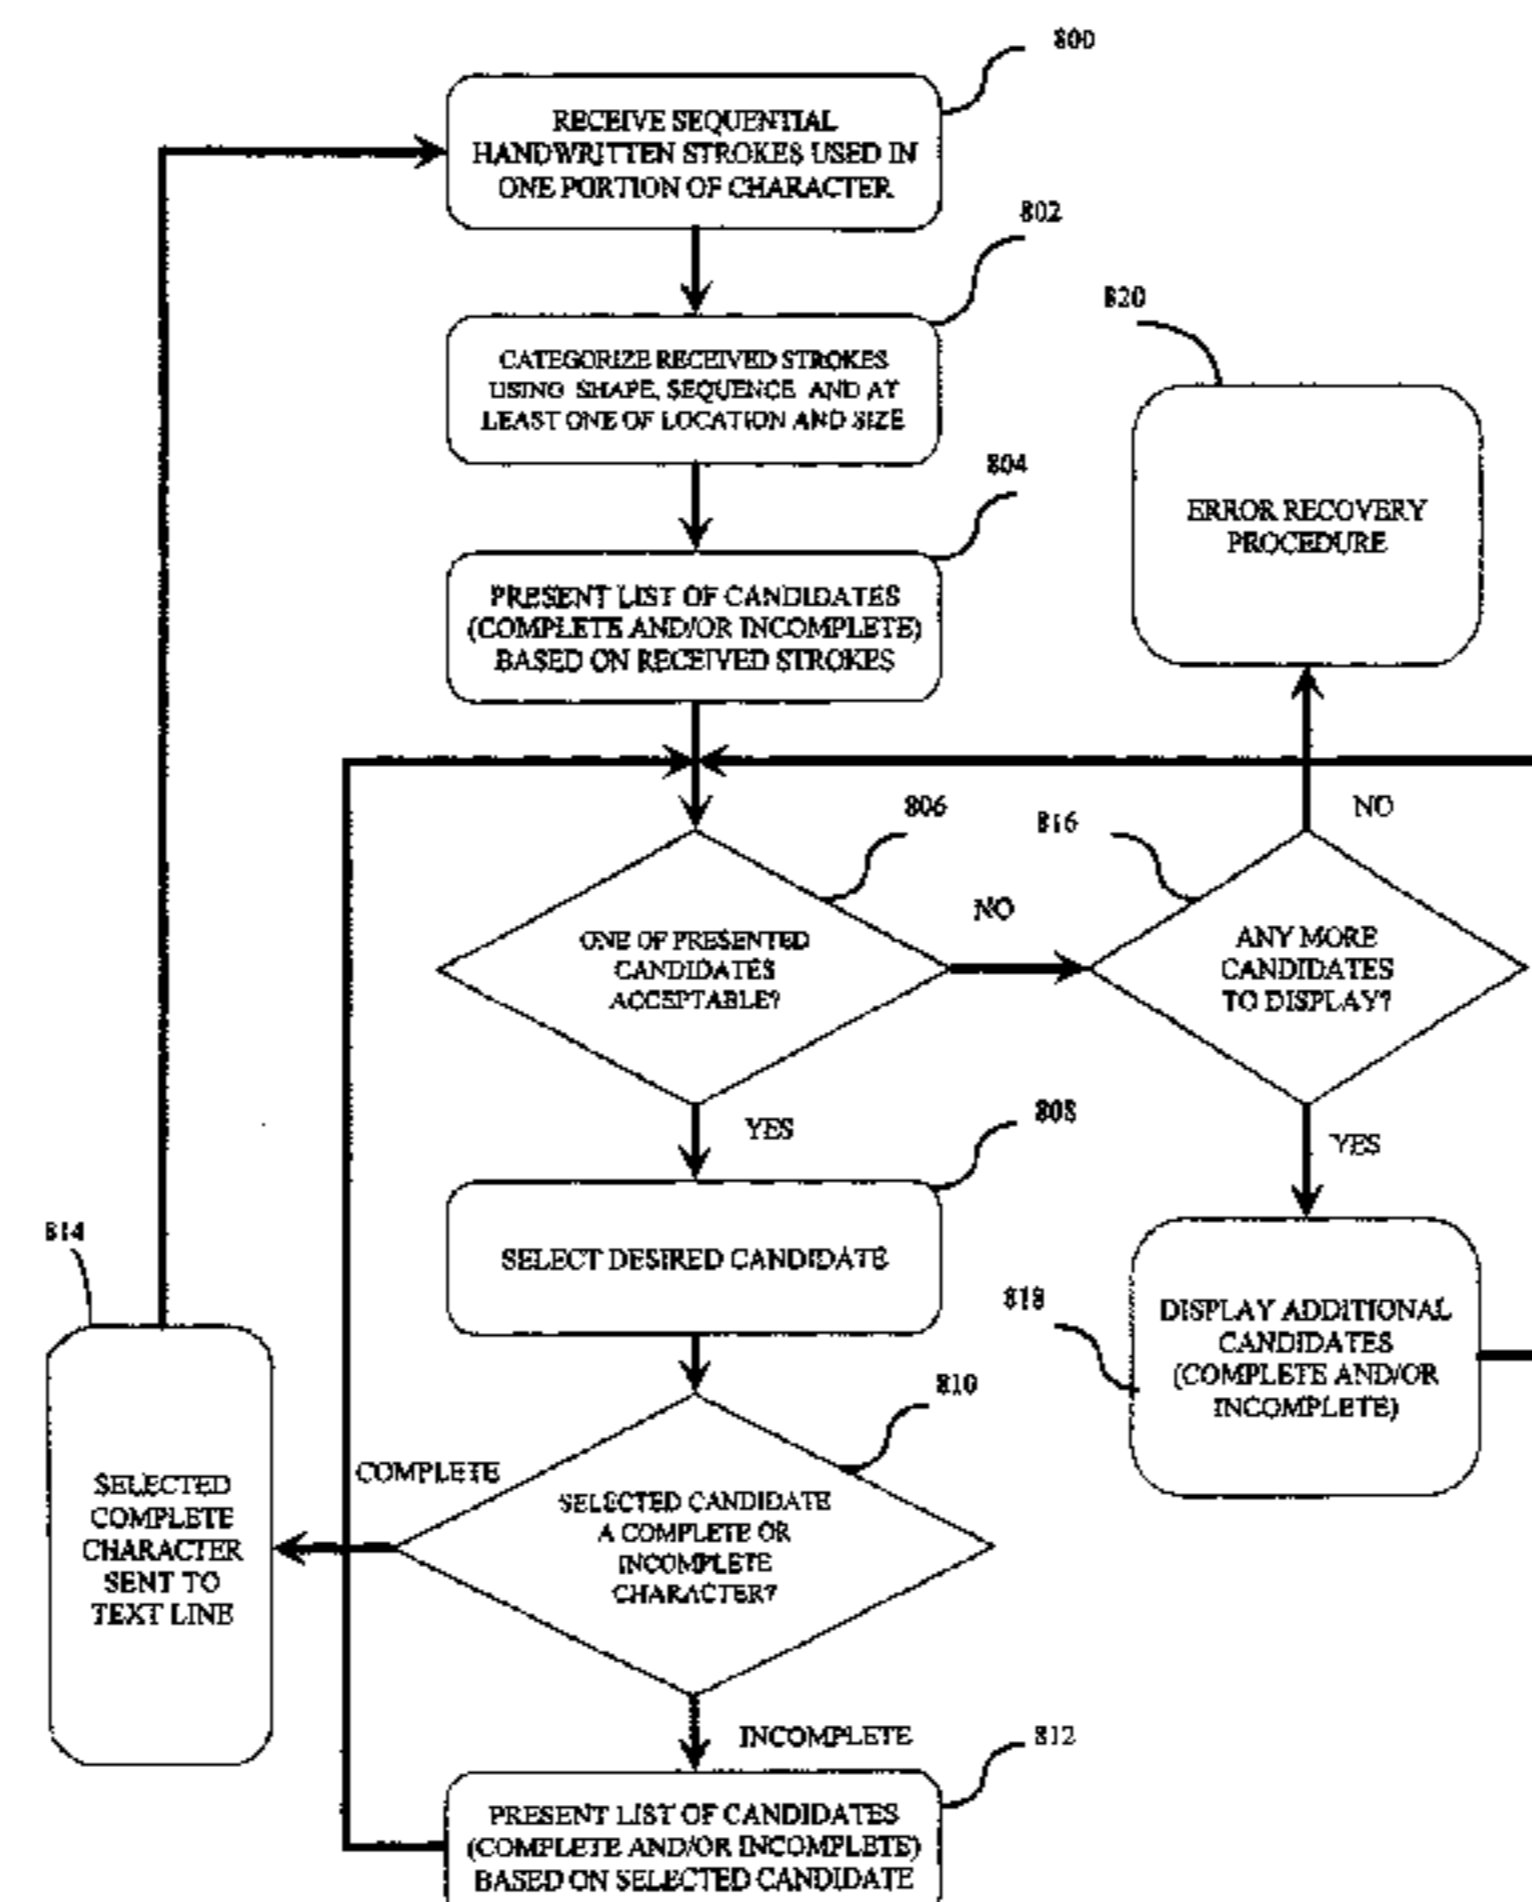 800
RECEIVE SEQUENTIAL
HANDWRITTEN STROKES USED IN
ONE PORTION OF CHARACTER
802
CATEGORIZE RECEIVED STROKES
USING SHAPE, SEQUENCE AND AT
LEAST ONE OF LOCATION AND SIZE
804
PRESENT LIST OF CANDIDATES
(COMPLETE AND/OR INCOMPLETE)
BASED ON RECEIVED STROKES
820
ERROR RECOVERY
PROCEDURE
806
ONE OF PRESENTED
CANDIDATES
ACCEPTABLE?
NO
816
NO
ANY MORE
CANDIDATES
TO DISPLAY?
YES
YES
808
SELECT DESIRED CANDIDATE
818
DISPLAY ADDITIONAL
CANDIDATES
(COMPLETE AND/OR
INCOMPLETE)
810
SELECTED CANDIDATE
A COMPLETE OR
INCOMPLETE
CHARACTER?
COMPLETE
814
SELECTED
COMPLETE
CHARACTER
SENT TO
TEXT LINE
INCOMPLETE
812
PRESENT LIST OF CANDIDATES
(COMPLETE AND/OR INCOMPLETE)
BASED ON SELECTED CANDIDATE